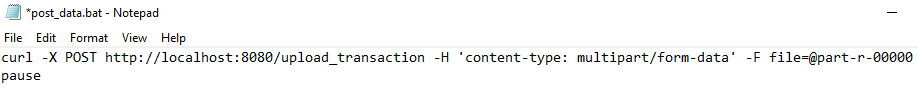 *post_data.bat - Notepad
File Edit Format View Help
curl -X POST http://localhost:8080/upload_transaction -H 'content-type: multipart/form-data' -F file=@part-r-00000
pause